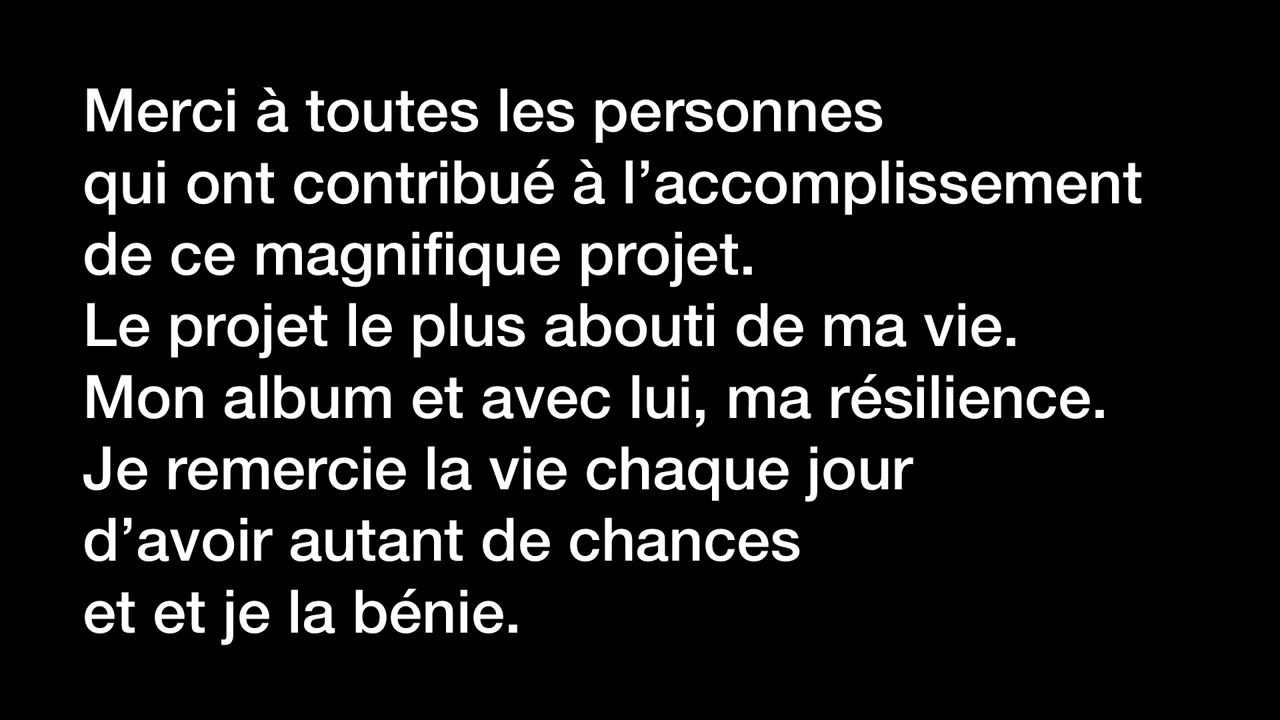 Merci à toutes les personnes
qui ont contribué à l’accomplissement
de ce magnifique projet.
Le projet le plus abouti de ma vie.
Mon album et avec lui, ma résilience.
Je remercie la vie chaque jour
d’avoir autant de chances
et et je la bénie.